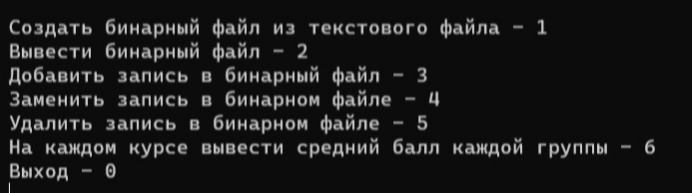 Создать бинарный файл из текстового файла - 1
Вывести бинарный файл - 2
Добавить запись в бинарный файл - 3
Заменить запись в бинарном файле - 4
Удалить запись в бинарном файле - 5
На каждом курсе вывести средний балл каждой группы - 6
Выход - 0